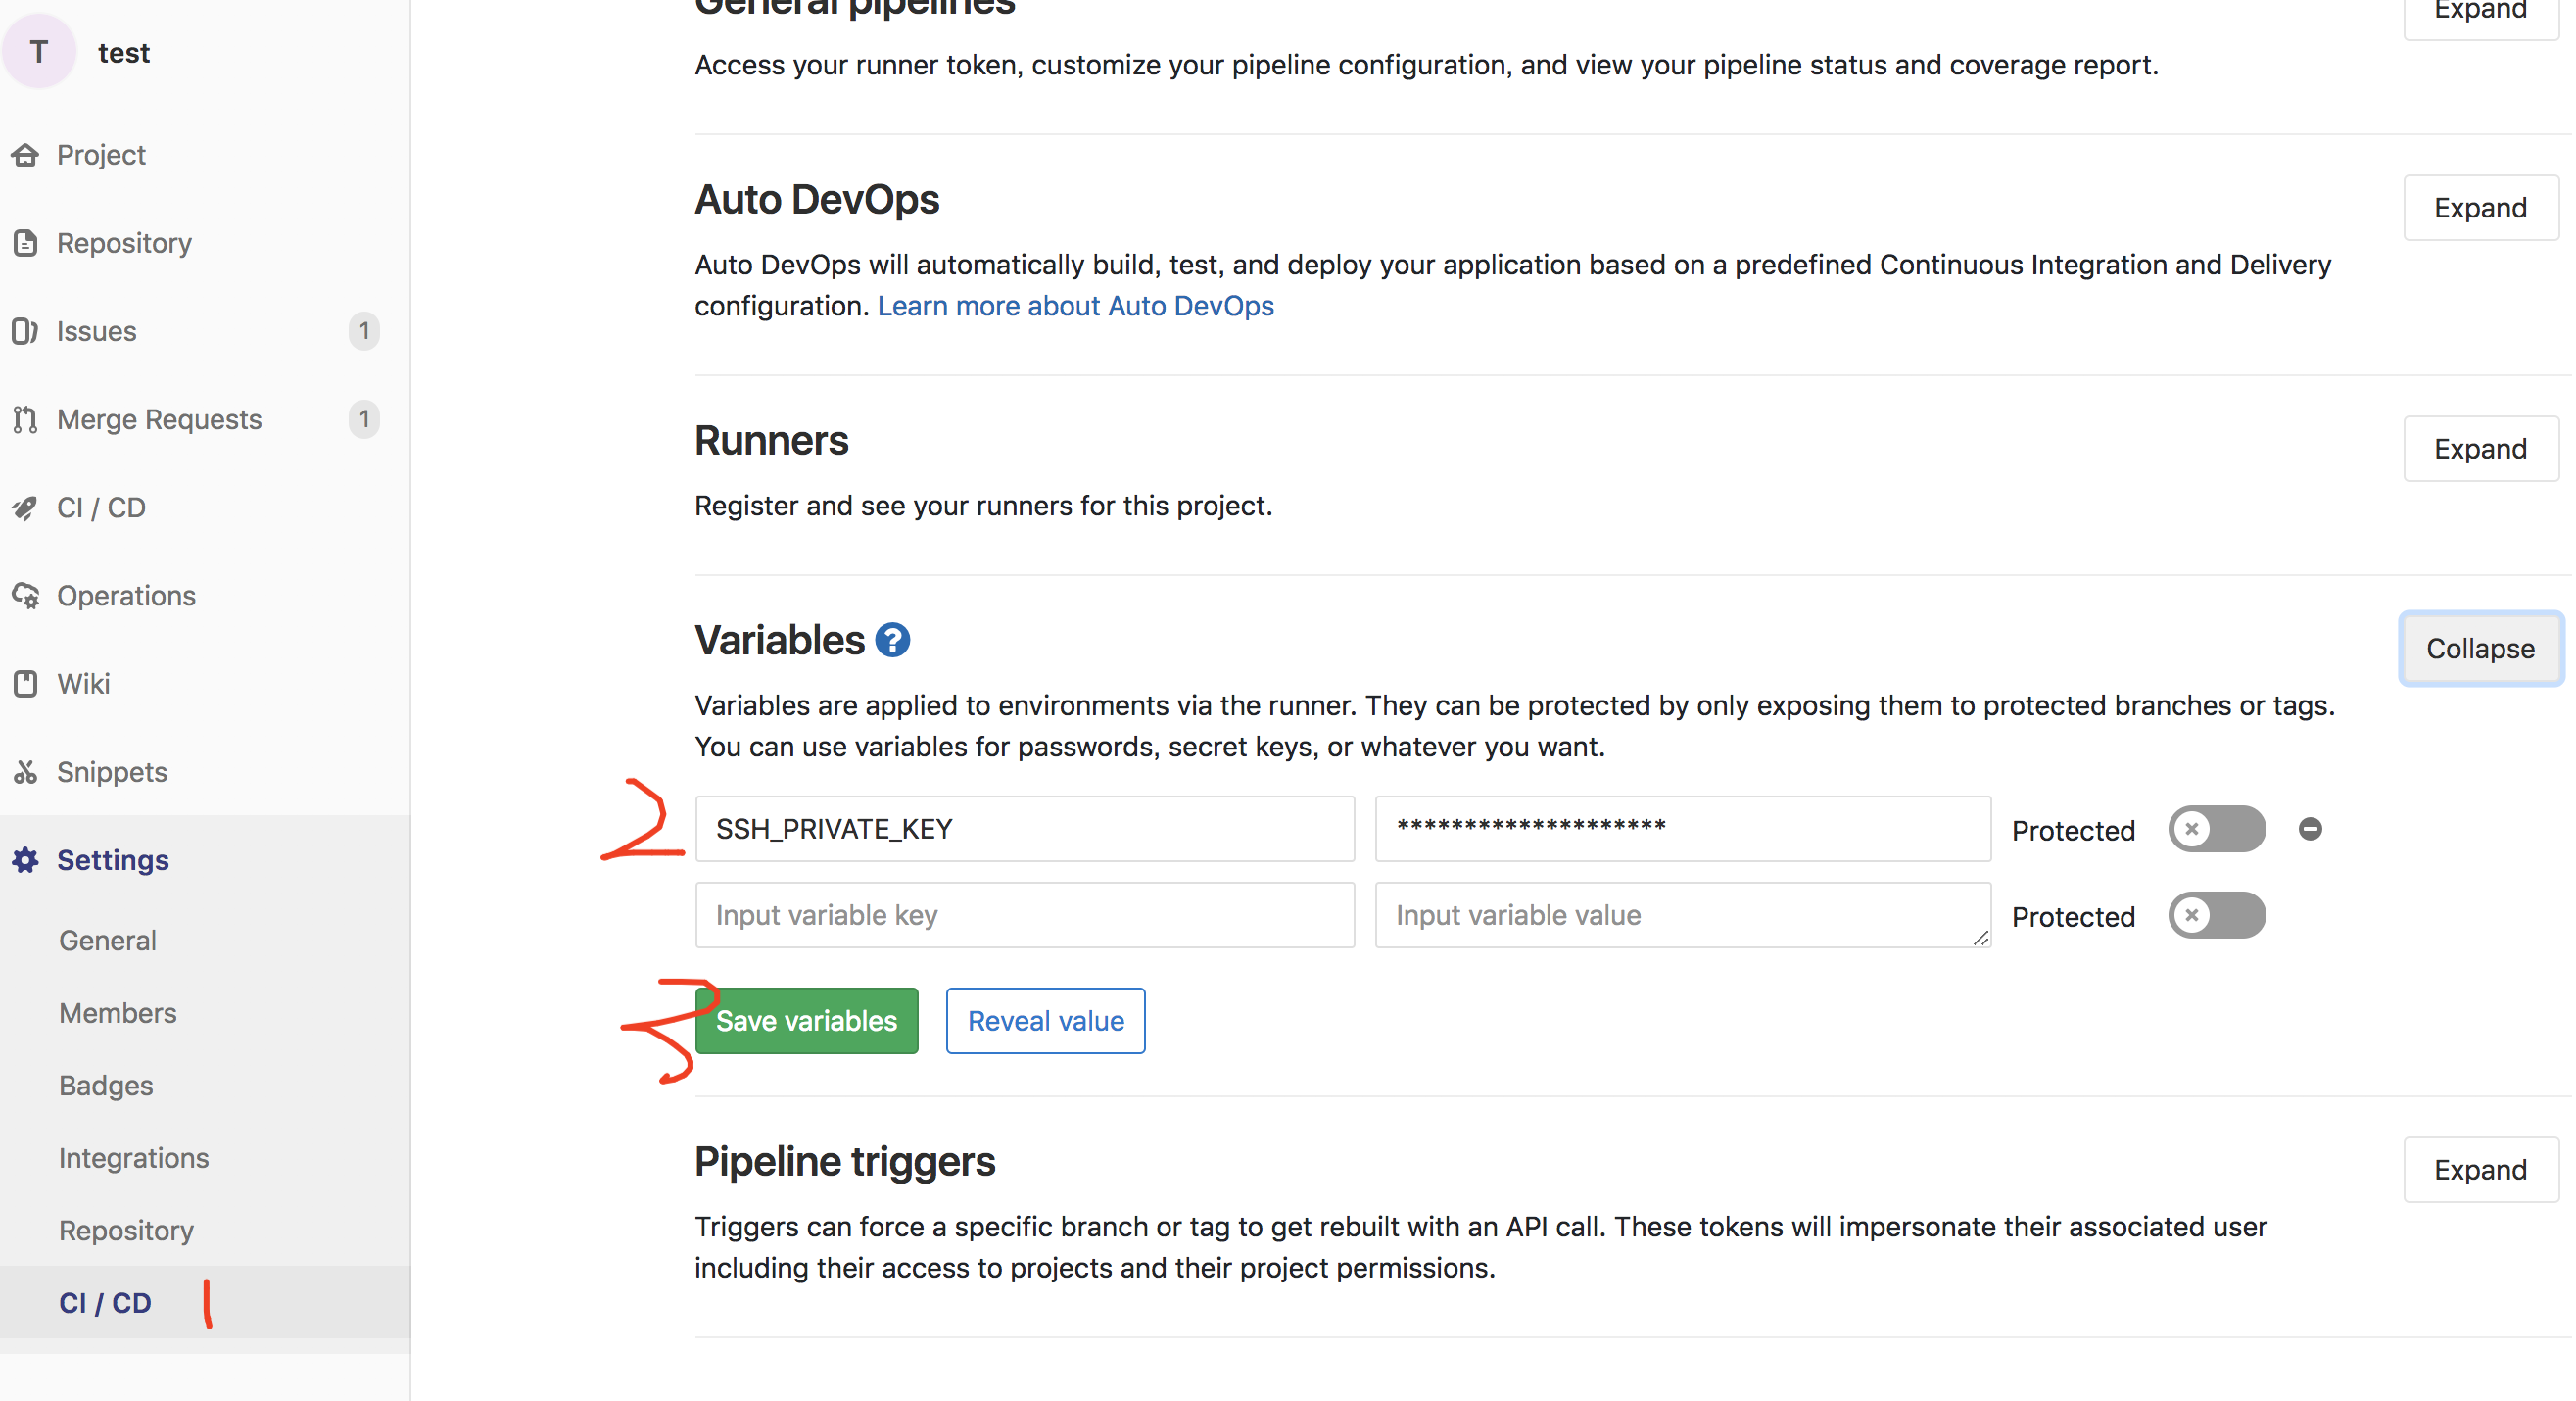 T test
Project
Repository
Issues 1
Merge Requests 1
CI / CD
Operations
Wiki
Snippets
Settings
General
Members
Badges
Integrations
Repository
CI / CD 1
General pipelines
Expand
Access your runner token, customize your pipeline configuration, and view your pipeline status and coverage report.
Auto DevOps
Expand
Auto DevOps will automatically build, test, and deploy your application based on a predefined Continuous Integration and Delivery
configuration. Learn more about Auto DevOps
Runners
Expand
Register and see your runners for this project.
Variables ?
Collapse
Variables are applied to environments via the runner. They can be protected by only exposing them to protected branches or tags.
You can use variables for passwords, secret keys, or whatever you want.
2 SSH_PRIVATE_KEY ******************** Protected
Input variable key Input variable value Protected
3 Save variables Reveal value
Pipeline triggers
Expand
Triggers can force a specific branch or tag to get rebuilt with an API call. These tokens will impersonate their associated user
including their access to projects and their project permissions.